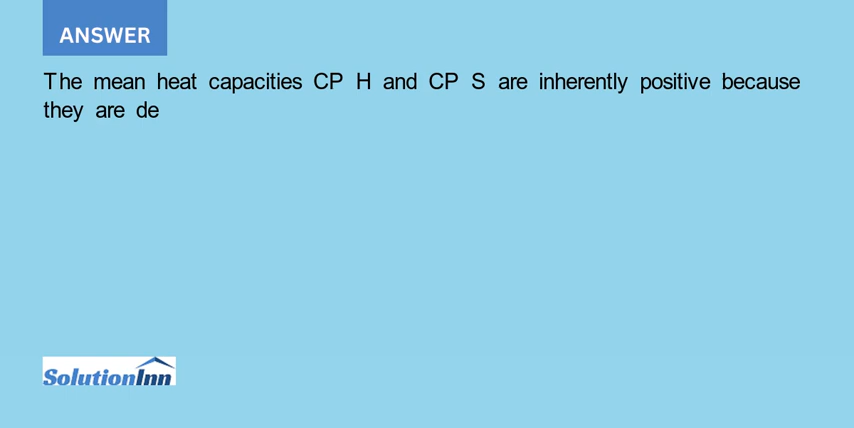 ANSWER
The mean heat capacities CP H and CP S are inherently positive because
they are de
SolutionInn